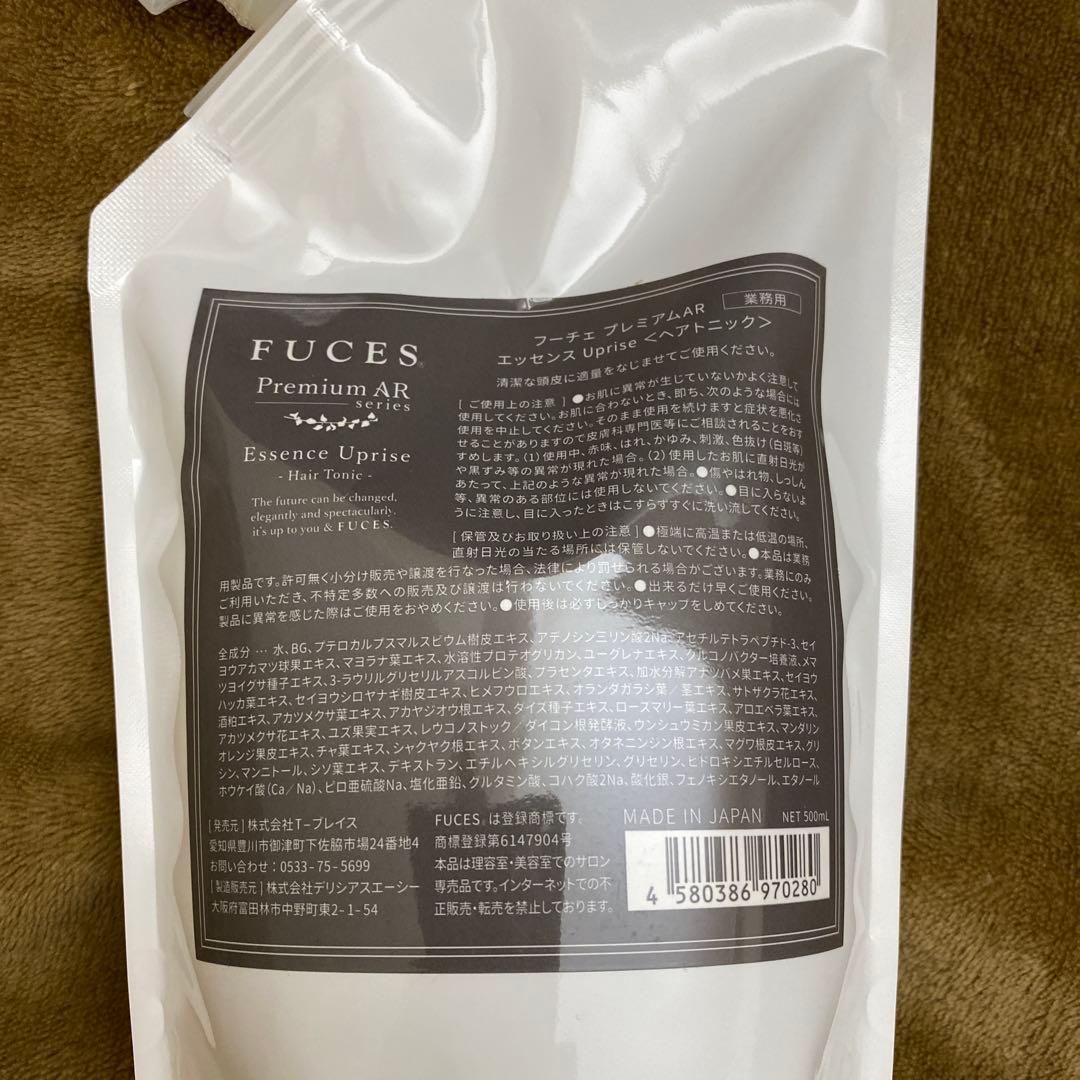 FUCES®
Premium AR
series
Essence Uprise
- Hair Tonic -
The future can be changed,
elegantly and spectacularly.
it's up to you & FUCES.
業務用
フーチェ プレミアムAR
エッセンス Uprise <ヘアトニック>
清潔な頭皮に適量をなじませてご使用ください。
[ ご使用上の注意 ] ●お肌に異常が生じていないかよく注意して
使用してください。お肌に合わないとき、即ち、次のような場合には
使用を中止してください。そのまま使用を続けますと症状を悪化さ
せることがありますので皮膚科専門医等にご相談されることをおす
すめします。(1)使用中、赤味、はれ、かゆみ、刺激、色抜け(白斑等)
や黒ずみ等の異常が現れた場合。(2)使用したお肌に直射日光が
あたって、上記のような異常が現れた場合。●傷やはれ物、しっしん
等、異常のある部位には使用しないでください。●目に入らないよ
うに注意し、目に入ったときはこすらずすぐに洗い流してください。
[ 保管及びお取り扱い上の注意 ] ●極端に高温または低温の場所、
直射日光の当たる場所には保管しないでください。●本品は業務
用製品です。許可無く小分け販売や譲渡を行なった場合、法律により罰せられる場合がございます。業務にのみ
ご利用いただき、不特定多数への販売及び譲渡は行わないでください。●出来るだけ早くご使用ください。
製品に異常を感じた際はご使用をおやめください。●使用後は必ずしっかりキャップをしめてください。
全成分 … 水、BG、プテロカルプスマルスピウム樹皮エキス、アデノシン三リン酸2Na、アセチルテトラペプチド-3、セイ
ヨウアカマツ球果エキス、マヨラナ葉エキス、水溶性プロテオグリカン、ユーグレナエキス、グルコノバクター培養液、メマ
ツヨイグサ種子エキス、3-ラウリルグリセリルアスコルビン酸、プラセンタエキス、加水分解アナツバメ巣エキス、セイヨウ
ハッカ葉エキス、セイヨウシロヤナギ樹皮エキス、ヒメフウロエキス、オランダガラシ葉/茎エキス、サトザクラ花エキス、
酒粕エキス、アカツメクサ葉エキス、アカヤジオウ根エキス、ダイズ種子エキス、ローズマリー葉エキス、アロエベラ葉エキス、
アカツメクサ花エキス、ユズ果実エキス、レウコノストック/ダイコン根発酵液、ウンシュウミカン果皮エキス、マンダリン
オレンジ果皮エキス、チャ葉エキス、シャクヤク根エキス、ボタンエキス、オタネニンジン根エキス、マグワ根皮エキス、グリ
シン、マンニトール、シソ葉エキス、デキストラン、エチルヘキシルグリセリン、グリセリン、ヒドロキシエチルセルロース、
ホウケイ酸(Ca/Na)、ピロ亜硫酸Na、塩化亜鉛、グルタミン酸、コハク酸2Na、酸化銀、フェノキシエタノール、エタノール
[ 発売元 ] 株式会社T-プレイス
愛知県豊川市御津町下佐脇市場24番地4
お問い合わせ:0533-75-5699
[ 製造販売元 ] 株式会社デリシアスエーシー
大阪府富田林市中野町東2-1-54
FUCES® は登録商標です。
商標登録第6147904号
本品は理容室・美容室でのサロン
専売品です。インターネットでの不
正販売・転売を禁止しております。
MADE IN JAPAN NET 500mL
4 580386 970280